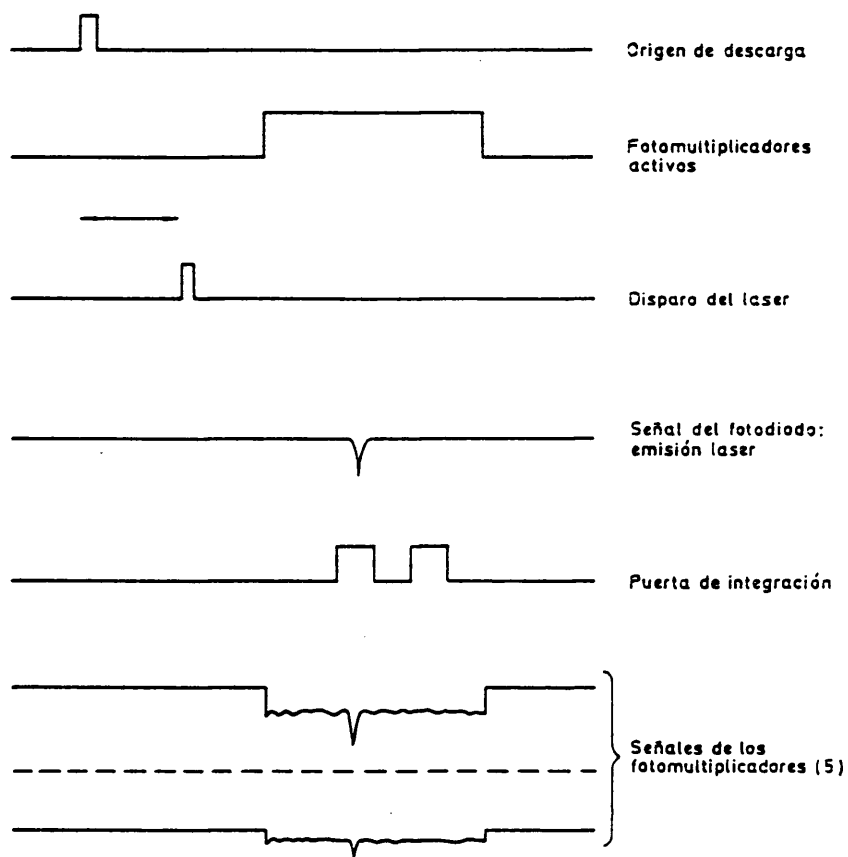 Origen de descarga
Fotomultiplicadores
activos
Disparo del laser
Señal del fotodiodo:
emisión laser
Puerta de integración
Señales de los
fotomultiplicadores (5)